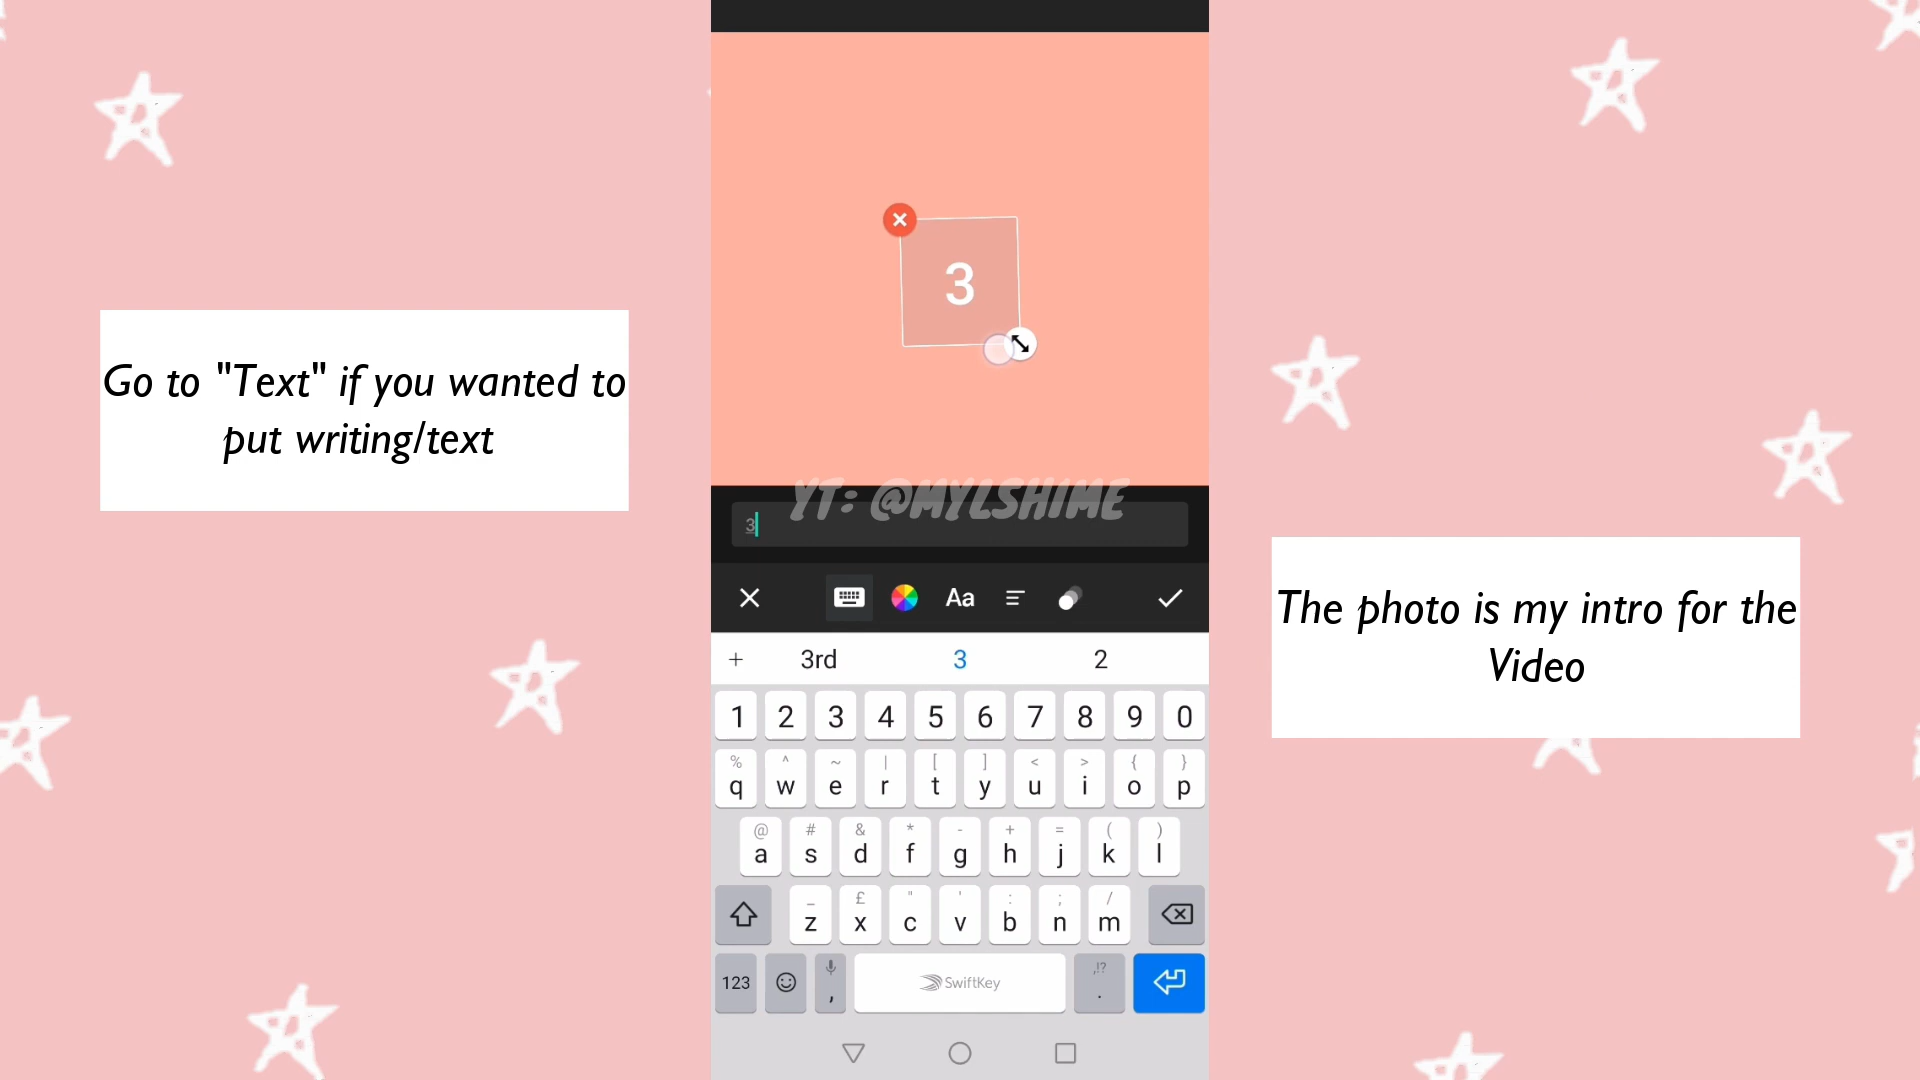 Go to "Text" if you wanted to
put writing/text
3
YT: @MYLSHIME
3
Aa
3rd 3 2
1 2 3 4 5 6 7 8 9 0
% ^ ~ | [ ] < > { }
q w e r t y u i o p
@ # & * - + = ( )
a s d f g h j k l
_ £ " ' : ; /
z x c v b n m
123 , SwiftKey ,!? .
The photo is my intro for the
Video